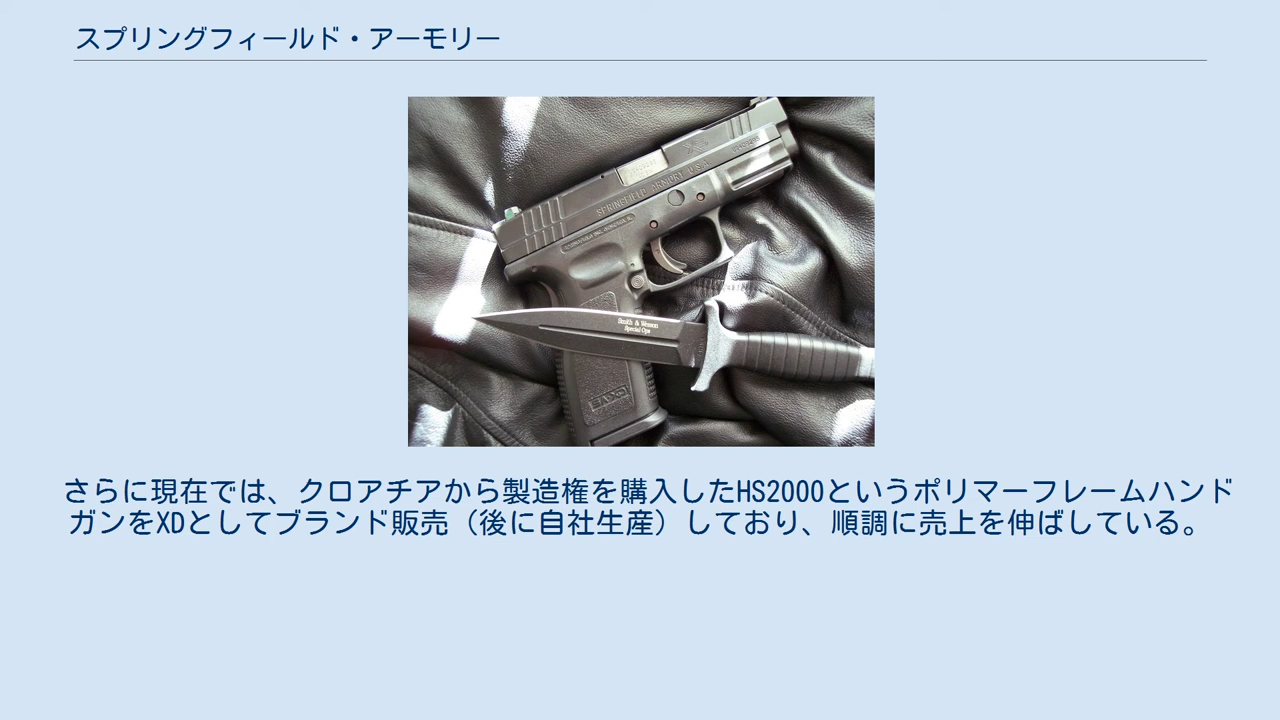 スプリングフィールド・アーモリー
SPRINGFIELD ARMORY U.S.A.
Smith & Wesson
Special Ops
さらに現在では、クロアチアから製造権を購入したHS2000というポリマーフレームハンド
ガンをXDとしてブランド販売（後に自社生産）しており、順調に売上を伸ばしている。